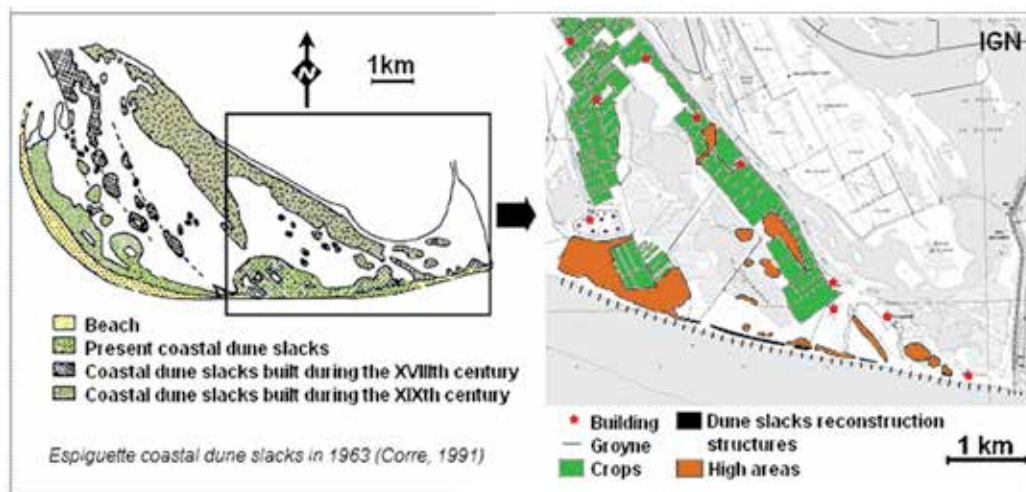 1km
N
Beach
Present coastal dune slacks
Coastal dune slacks built during the XVIIIth century
Coastal dune slacks built during the XIXth century
Espiguette coastal dune slacks in 1963 (Corre, 1991)
IGN
Building
Groyne
Crops
Dune slacks reconstruction
structures
High areas
1 km